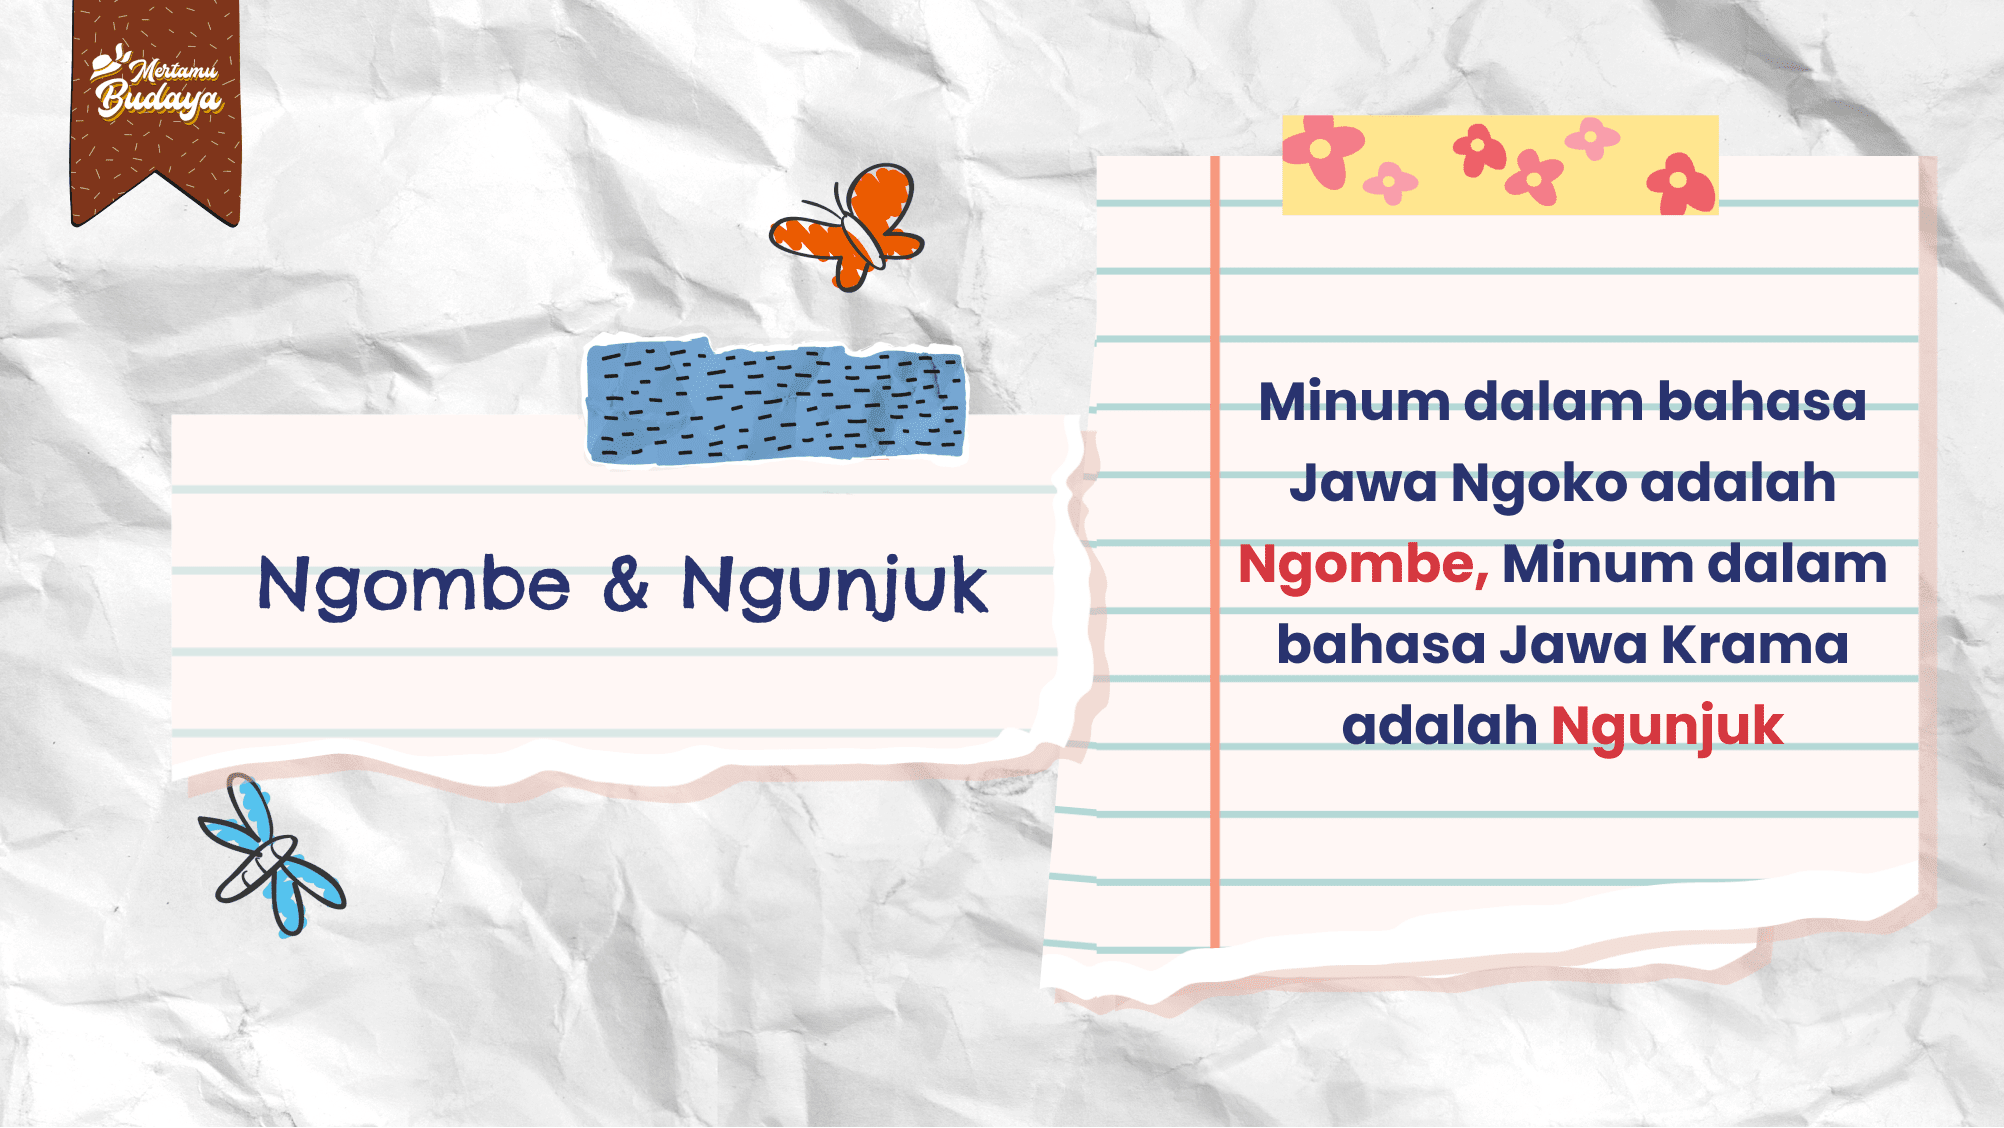 Mertamu
Budaya
Ngombe & Ngunjuk
Minum dalam bahasa
Jawa Ngoko adalah
Ngombe, Minum dalam
bahasa Jawa Krama
adalah Ngunjuk